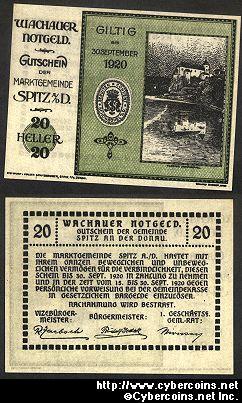 WACHAUER
NOTGELD.
GUTSCHEIN
DER
MARKTGEMEINDE
SPITZ A/D.
20
HELLER
20
GILTIG
BIS
30.SEPTEMBER
1920
20 WACHAUER NOTGELD. 20
GUTSCHEIN DER GEMEINDE
SPITZ AN DER DONAU.
DIE MARKTGEMEINDE SPITZ A./D. HAFTET MIT
IHREM GANZEN BEWEGLICHEN UND UNBEWEG-
LICHEN VERMÖGEN FÜR DIE VERBINDLICHKEIT, DIESEN
SCHEIN BIS 30. SEPT. 1920 IN ZAHLUNG ZU NEHMEN
UND IN DER ZEIT VOM 15. BIS 30. SEPT. 1920 GEGEN
PERSÖNLICHE VORWEISUNG BEI DER GEMEINDEKASSE
IN GESETZLICHEM BARGELDE EINZULÖSEN.
NACHAHMUNG WIRD BESTRAFT.
VIZEBÜRGER- BÜRGERMEISTER: 1. GESCHÄFTS.
MEISTER: GEM.-RAT:
http://www.cybercoins.net
©Cybercoins.net Inc.